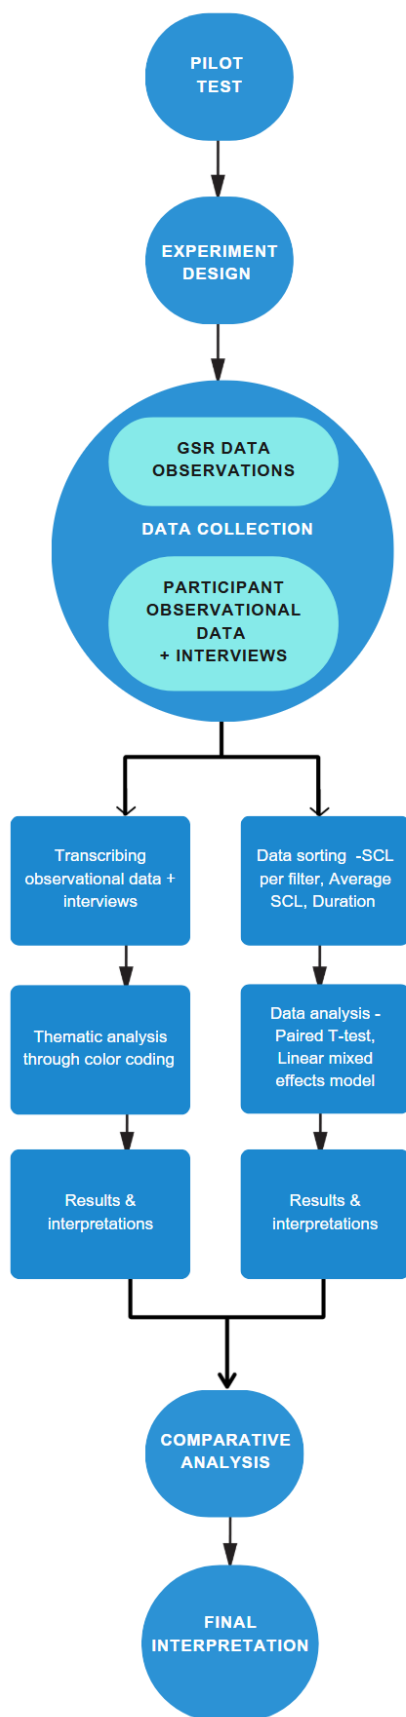 PILOT
TEST
EXPERIMENT
DESIGN
GSR DATA
OBSERVATIONS
DATA COLLECTION
PARTICIPANT
OBSERVATIONAL
DATA
+ INTERVIEWS
Transcribing
observational data +
interviews
Thematic analysis
through color coding
Results &
interpretations
Data sorting -SCL
per filter, Average
SCL, Duration
Data analysis -
Paired T-test,
Linear mixed
effects model
Results &
interpretations
COMPARATIVE
ANALYSIS
FINAL
INTERPRETATION